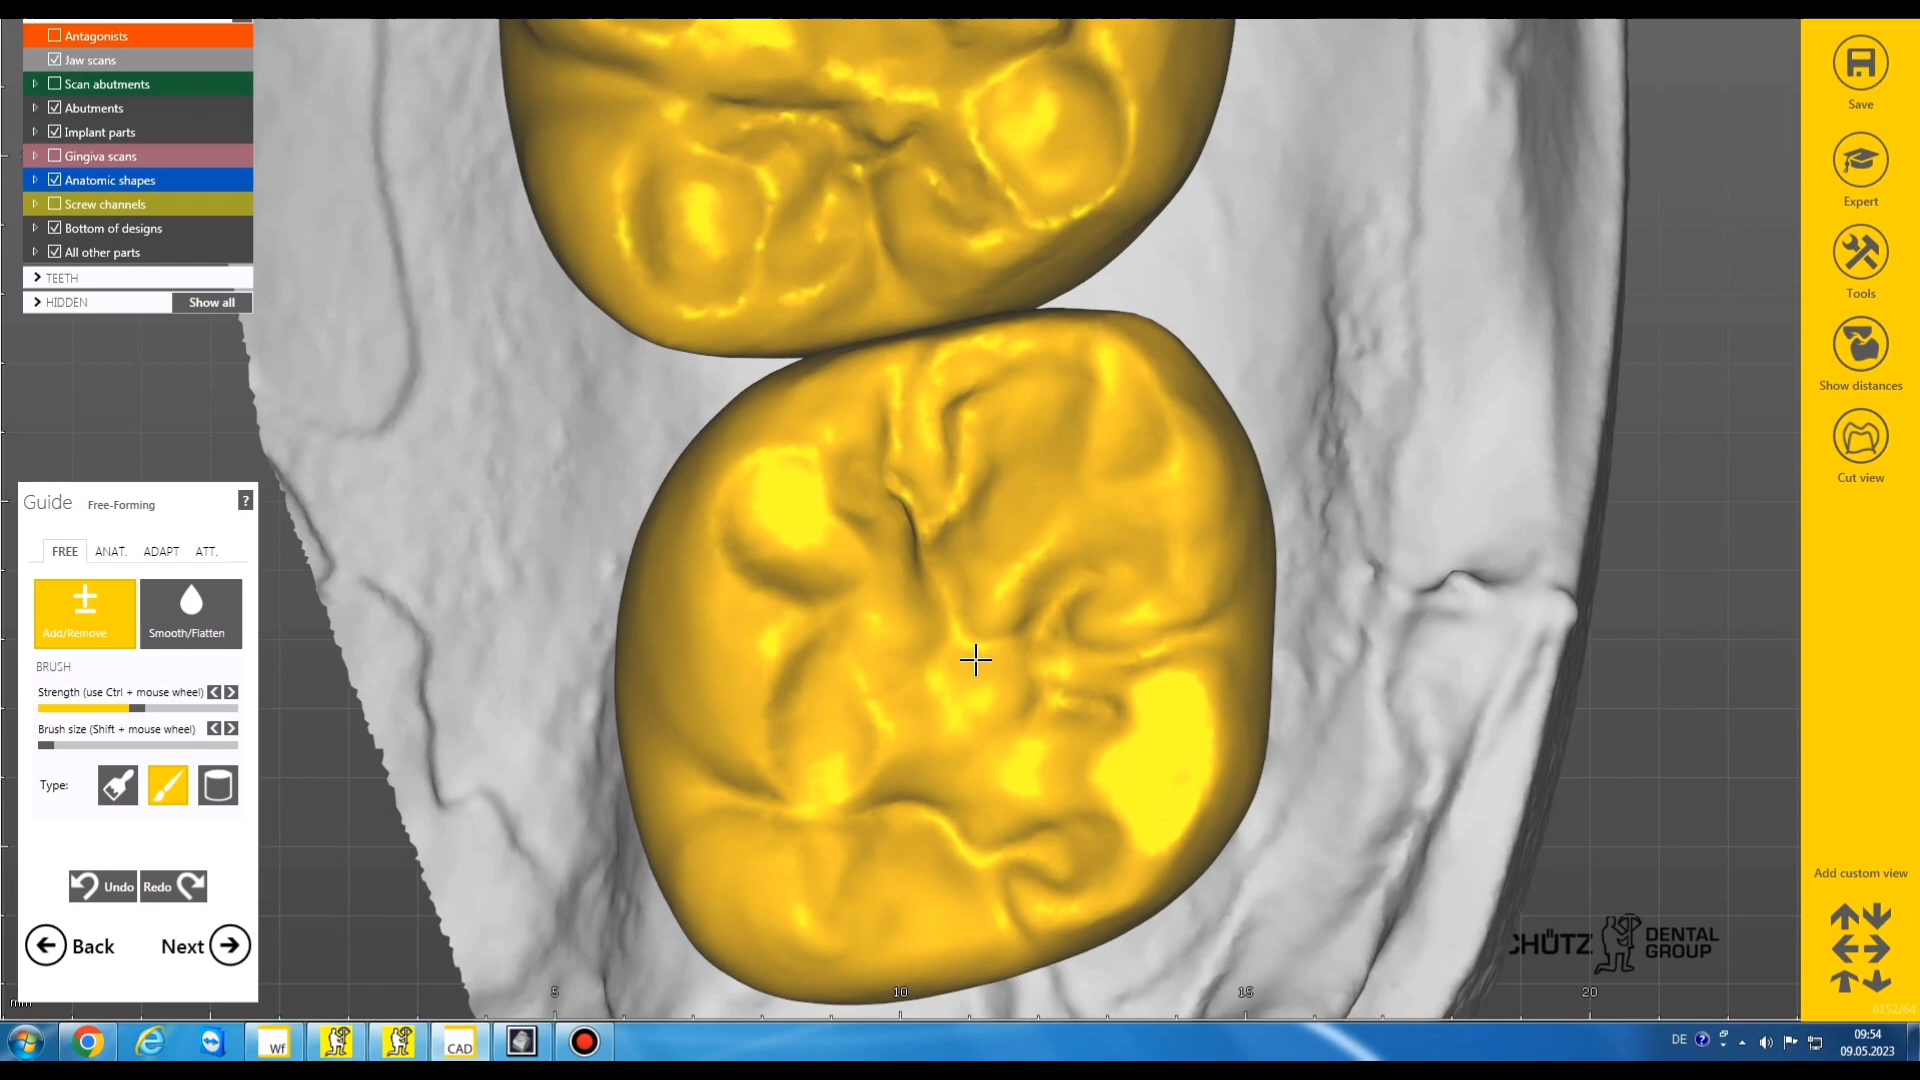 Antagonists
Jaw scans
Scan abutments
Abutments
Implant parts
Gingiva scans
Anatomic shapes
Screw channels
Bottom of designs
All other parts
TEETH
HIDDEN Show all
Guide Free-Forming ?
FREE ANAT. ADAPT ATT.
Add/Remove Smooth/Flatten
BRUSH
Strength (use Ctrl + mouse wheel)
Brush size (Shift + mouse wheel)
Type:
Undo Redo
Back Next
5 10 15 20
Save
Expert
Tools
Show distances
Cut view
Add custom view
CHÜTZ DENTAL
GROUP
6152/64
Wf CAD
DE
09:54
09.05.2023